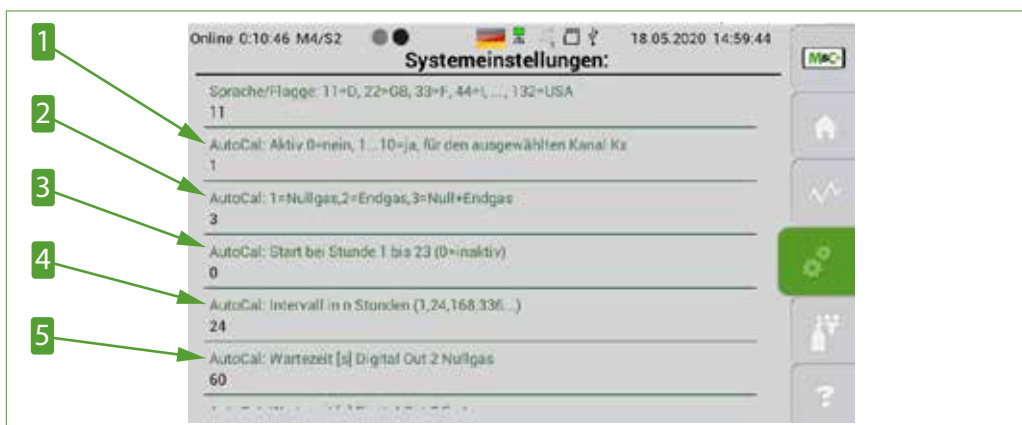 Online 0:10:46 M4/S2 18.05.2020 14:59:44
Systemeinstellungen:
M&C
Sprache/Flagge: 11=D, 22=GB, 33=F, 44=I, ..., 132=USA
11
1
AutoCal: Aktiv 0=nein, 1...10=ja, für den ausgewählten Kanal Kx
1
2
AutoCal: 1=Nullgas,2=Endgas,3=Null+Endgas
3
3
AutoCal: Start bei Stunde 1 bis 23 (0=inaktiv)
0
4
AutoCal: Intervall in n Stunden (1,24,168,336...)
24
5
AutoCal: Wartezeit [s] Digital Out 2 Nullgas
60
?